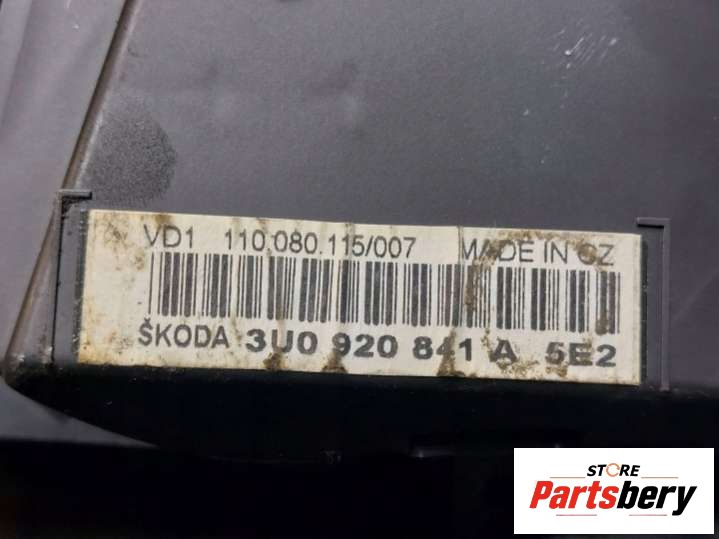 VD1 110.080.115/007 MADE IN CZ
ŠKODA 3U0 920 841 A 5E2
STORE
Partsbery